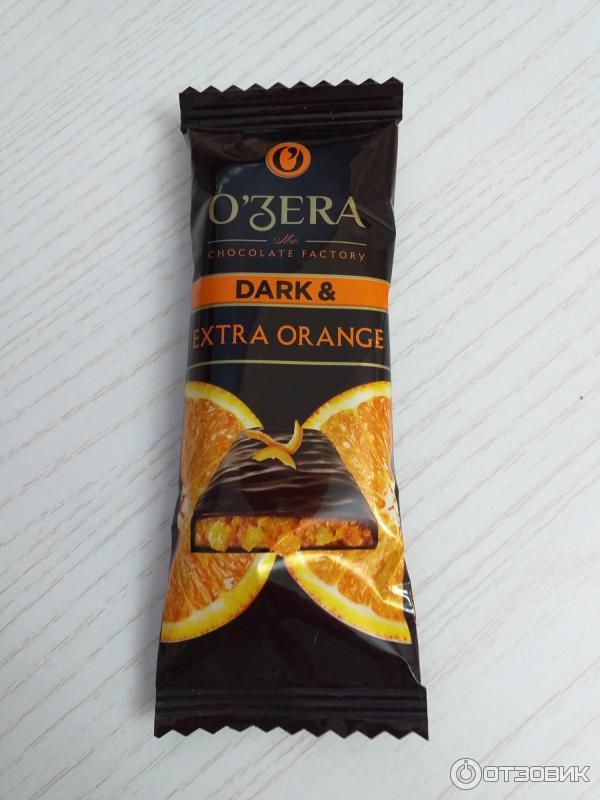 O'
O'ZERA
The
CHOCOLATE FACTORY
DARK &
EXTRA ORANGE
ОТЗОВИК